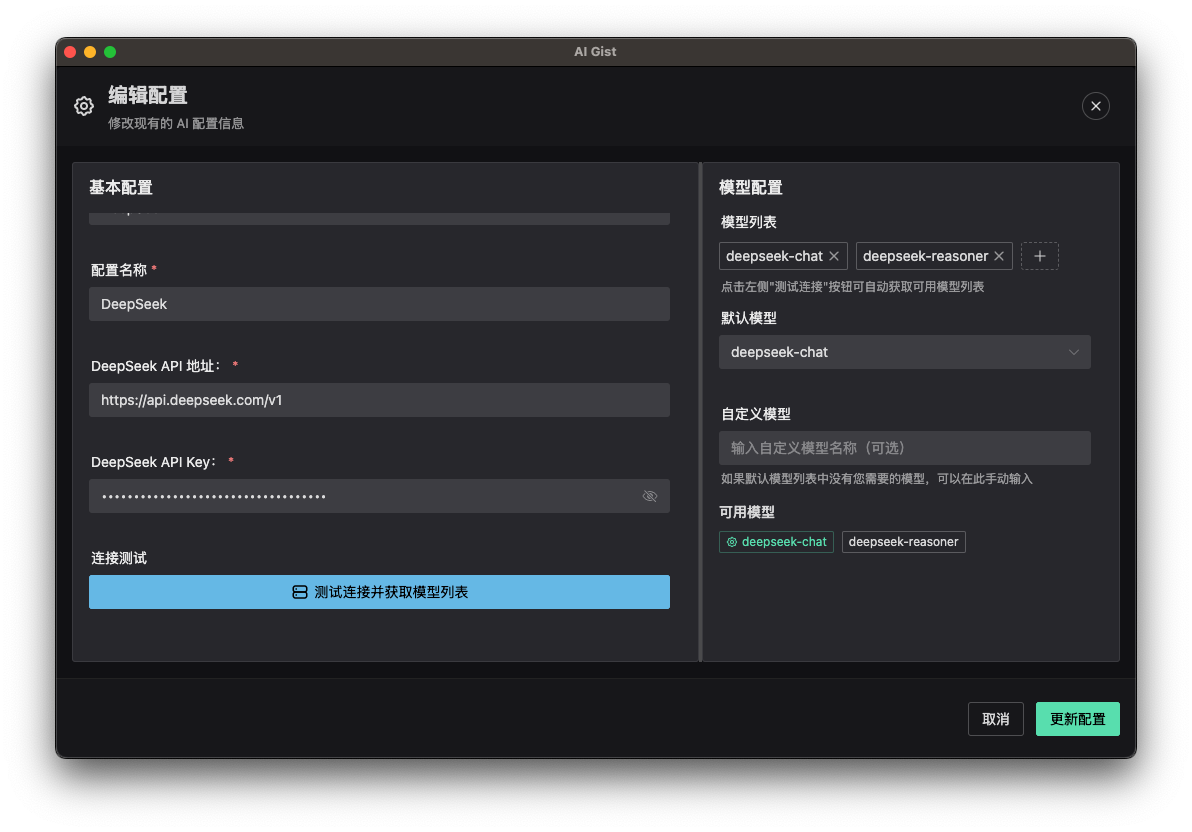 AI Gist
编辑配置
修改现有的 AI 配置信息
基本配置
配置名称 *
DeepSeek
DeepSeek API 地址： *
https://api.deepseek.com/v1
DeepSeek API Key： *
••••••••••••••••••••••••••••••••••••
连接测试
测试连接并获取模型列表
模型配置
模型列表
deepseek-chat
deepseek-reasoner
点击左侧"测试连接"按钮可自动获取可用模型列表
默认模型
deepseek-chat
自定义模型
输入自定义模型名称（可选）
如果默认模型列表中没有您需要的模型，可以在此手动输入
可用模型
deepseek-chat
deepseek-reasoner
取消
更新配置